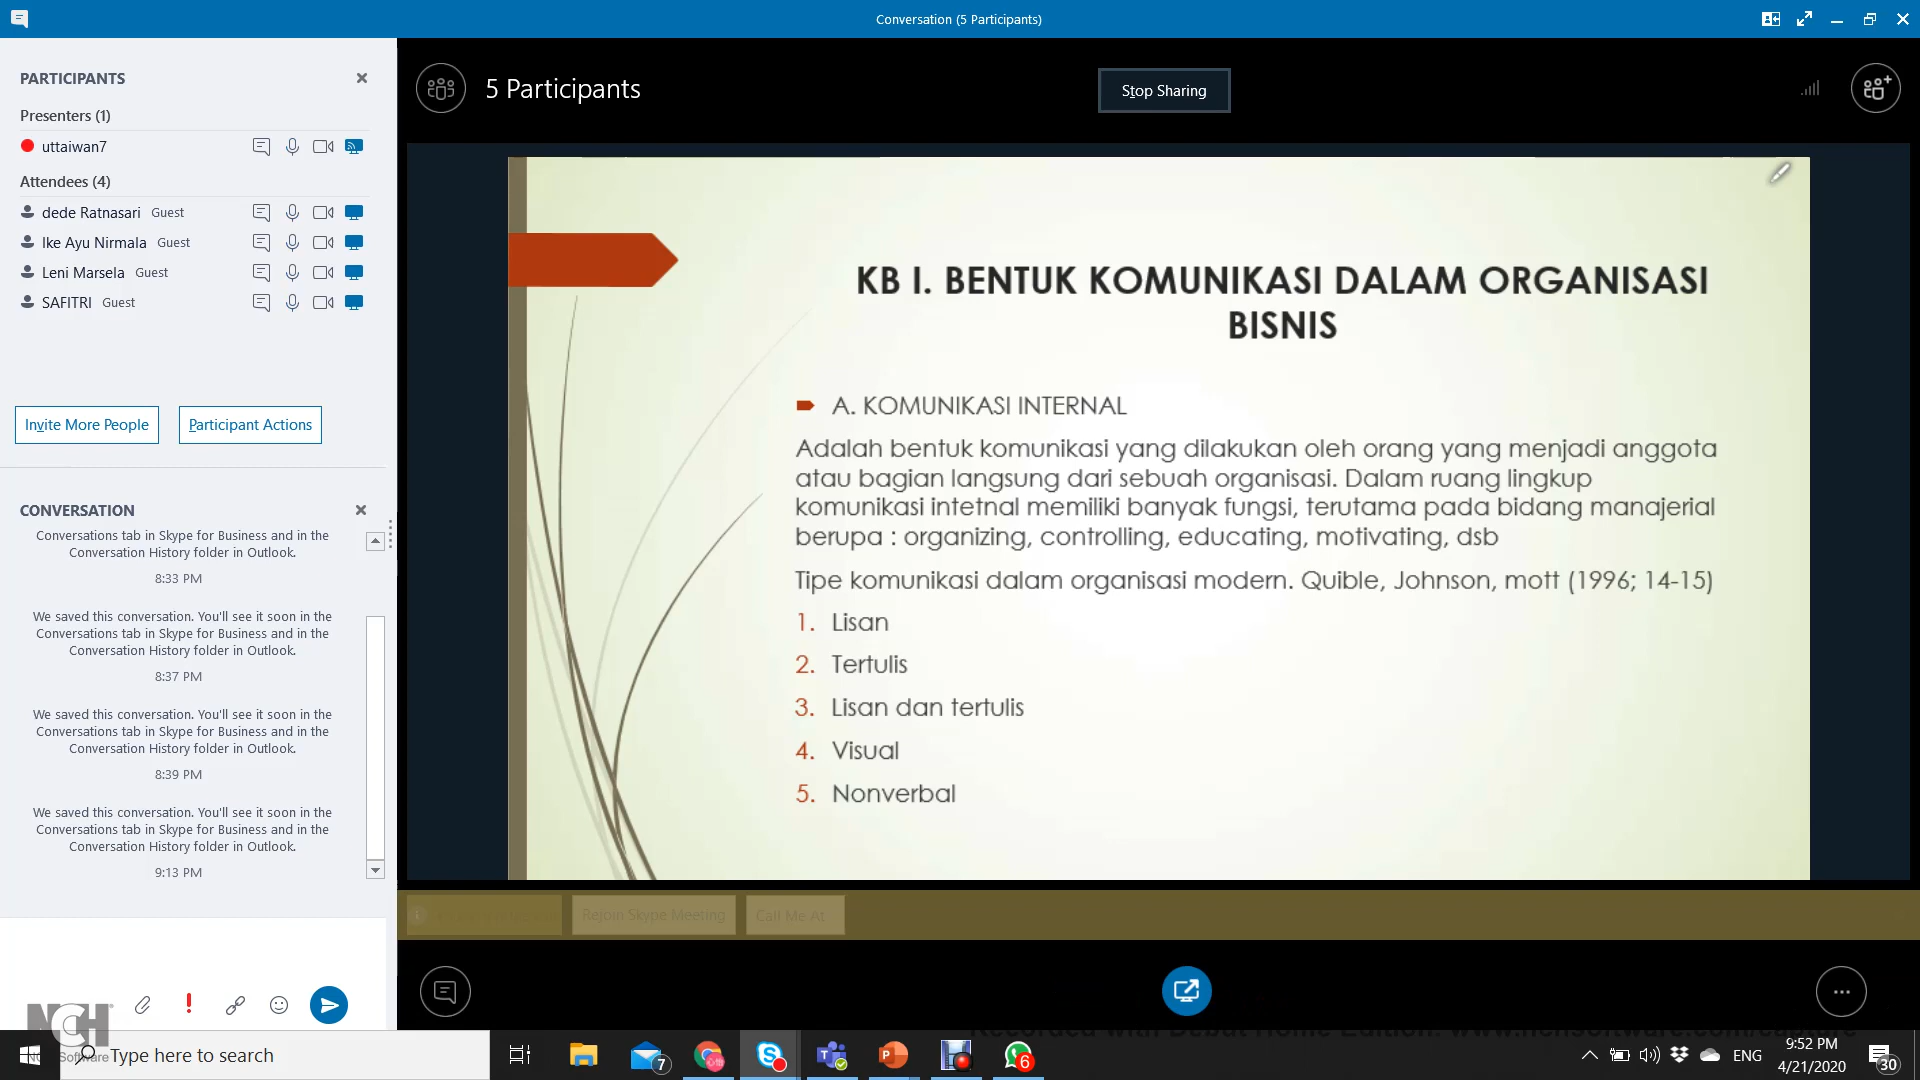 Conversation (5 Participants)
PARTICIPANTS
Presenters (1)
uttaiwan7
Attendees (4)
dede Ratnasari Guest
Ike Ayu Nirmala Guest
Leni Marsela Guest
SAFITRI Guest
Invite More People
Participant Actions
CONVERSATION
Conversations tab in Skype for Business and in the
Conversation History folder in Outlook.
8:33 PM
We saved this conversation. You'll see it soon in the
Conversations tab in Skype for Business and in the
Conversation History folder in Outlook.
8:37 PM
We saved this conversation. You'll see it soon in the
Conversations tab in Skype for Business and in the
Conversation History folder in Outlook.
8:39 PM
We saved this conversation. You'll see it soon in the
Conversations tab in Skype for Business and in the
Conversation History folder in Outlook.
9:13 PM
5 Participants
Stop Sharing
KB I. BENTUK KOMUNIKASI DALAM ORGANISASI
BISNIS
A. KOMUNIKASI INTERNAL
Adalah bentuk komunikasi yang dilakukan oleh orang yang menjadi anggota
atau bagian langsung dari sebuah organisasi. Dalam ruang lingkup
komunikasi intetnal memiliki banyak fungsi, terutama pada bidang manajerial
berupa : organizing, controlling, educating, motivating, dsb
Tipe komunikasi dalam organisasi modern. Quible, Johnson, mott (1996; 14-15)
1. Lisan
2. Tertulis
3. Lisan dan tertulis
4. Visual
5. Nonverbal
Rejoin Skype Meeting
Call Me At
NCH
Software
Type here to search
7
6
ENG
9:52 PM
4/21/2020
30